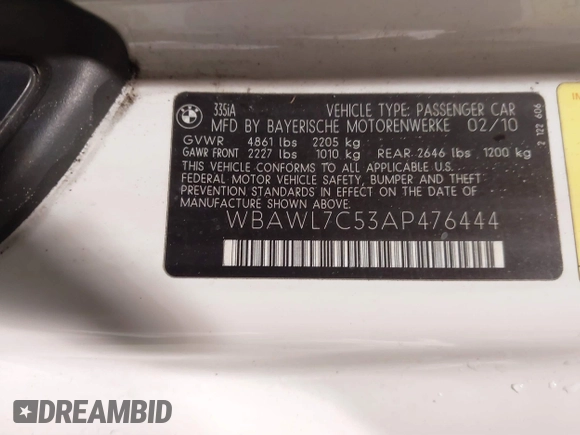 335iA
VEHICLE TYPE: PASSENGER CAR
MFD BY BAYERISCHE MOTORENWERKE 02/10
GVWR 4861 lbs 2205 kg
GAWR FRONT 2227 lbs 1010 kg REAR 2646 lbs 1200 kg
THIS VEHICLE CONFORMS TO ALL APPLICABLE
FEDERAL MOTOR VEHICLE SAFETY, BUMPER AND THEFT
PREVENTION STANDARDS IN EFFECT ON THE DATE OF
MANUFACTURE SHOWN ABOVE:
WBAWL7C53AP476444
2 122 606
DREAMBID